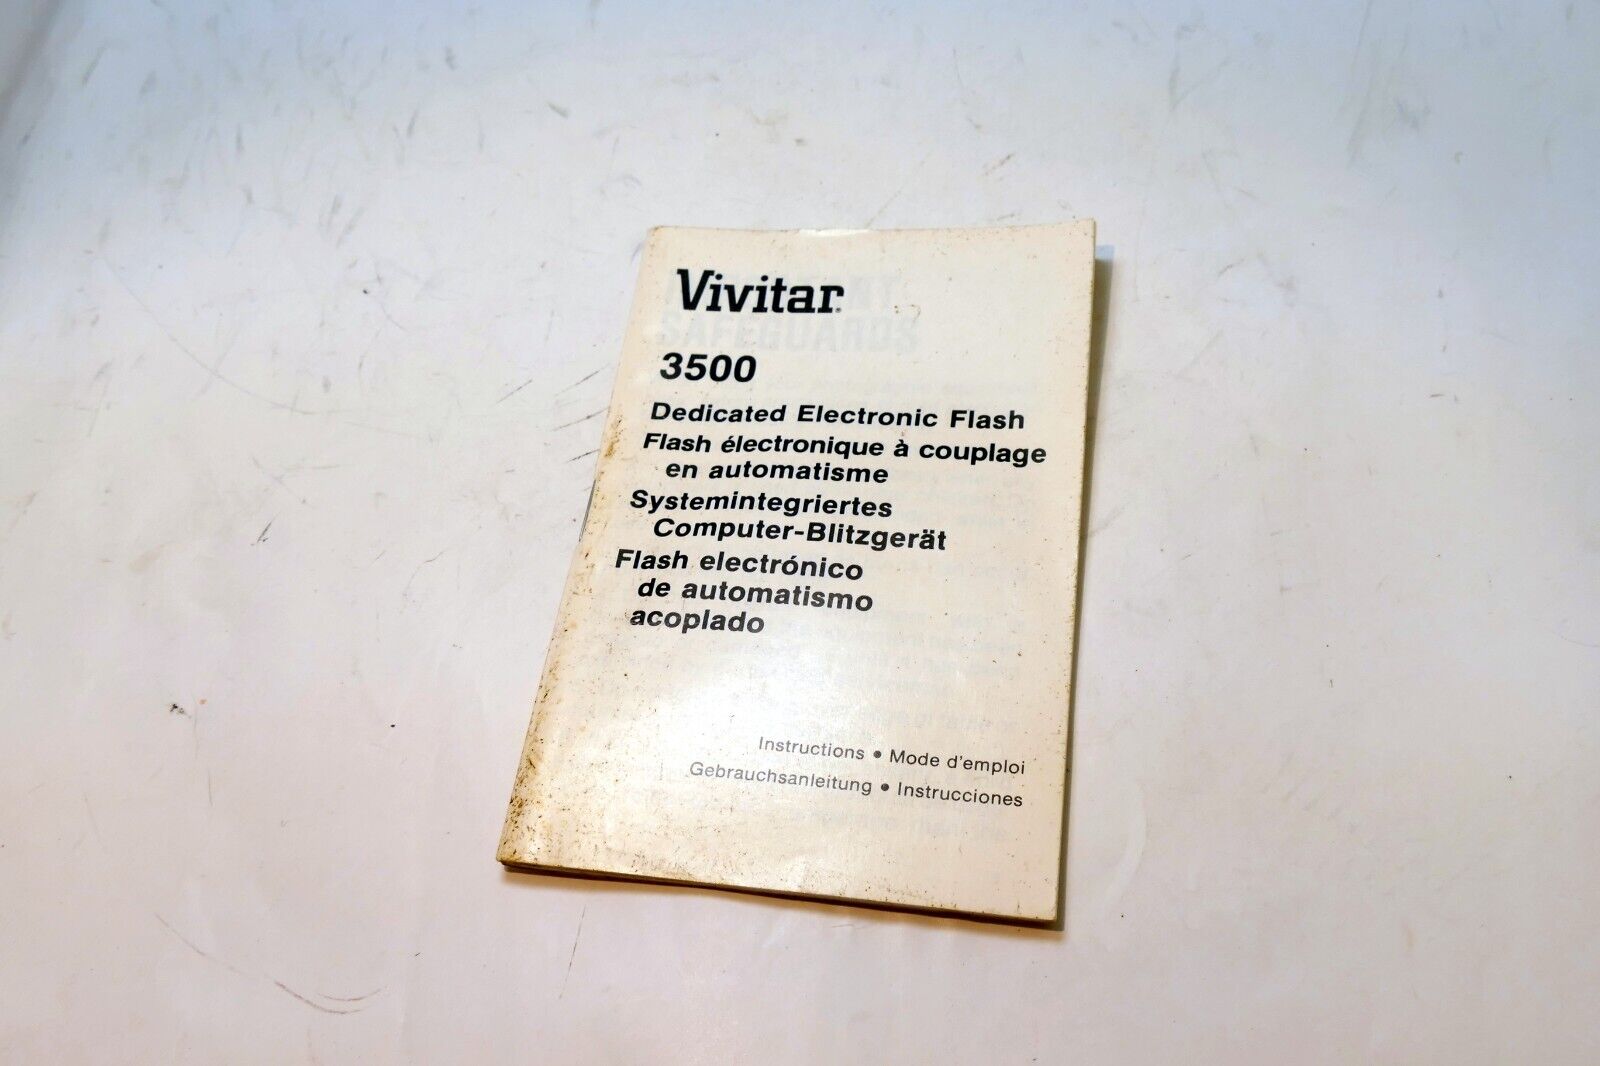 Vivitar®
3500
Dedicated Electronic Flash
Flash électronique à couplage
en automatisme
Systemintegriertes
Computer-Blitzgerät
Flash electrónico
de automatismo
acoplado
Instructions • Mode d'emploi
Gebrauchsanleitung • Instrucciones
SAFEGUARDS